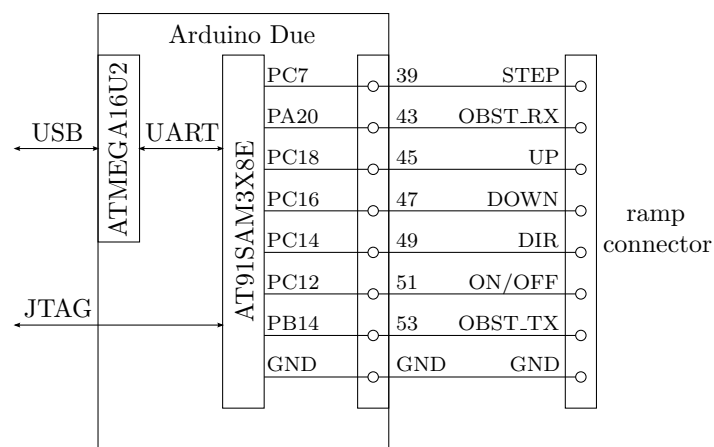 Arduino Due
ATMEGA16U2
AT91SAM3X8E
USB
UART
JTAG
PC7 39 STEP
PA20 43 OBST_RX
PC18 45 UP
PC16 47 DOWN
PC14 49 DIR
PC12 51 ON/OFF
PB14 53 OBST_TX
GND GND GND
ramp
connector